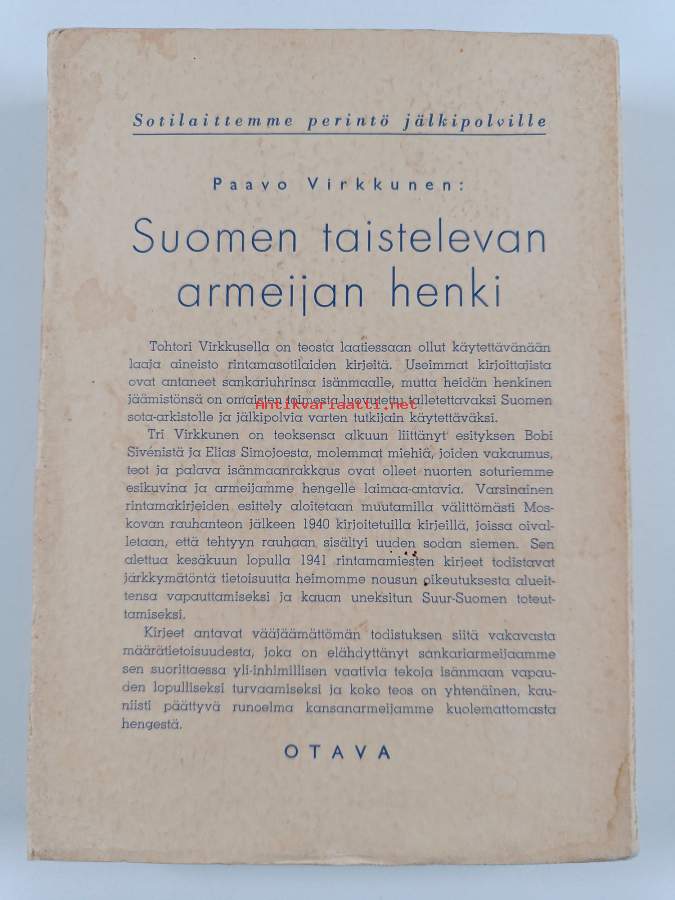 Sotilaittemme perintö jälkipolville
Paavo Virkkunen:
Suomen taistelevan
armeijan henki
Tohtori Virkkusella on teosta laatiessaan ollut käytettävänään
laaja aineisto rintamasotilaiden kirjeitä. Useimmat kirjoittajista
ovat antaneet sankariuhrinsa isänmaalle, mutta heidän henkinen
jäämistönsä on omaisten toimesta luovutettu talletettavaksi Suomen
Antikvariaatti.net
sota-arkistolle ja jälkipolvia varten tutkijain käytettäväksi.
Tri Virkkunen on teoksensa alkuun liittänyt esityksen Bobi
Sivénistä ja Elias Simojoesta, molemmat miehiä, joiden vakaumus,
teot ja palava isänmaanrakkaus ovat olleet nuorten soturiemme
esikuvina ja armeijamme hengelle laimaa-antavia. Varsinainen
rintamakirjeiden esittely aloitetaan muutamilla välittömästi Mos-
kovan rauhanteon jälkeen 1940 kirjoitetuilla kirjeillä, joissa oival-
letaan, että tehtyyn rauhaan sisältyi uuden sodan siemen. Sen
alettua kesäkuun lopulla 1941 rintamamiesten kirjeet todistavat
järkkymätöntä tietoisuutta heimomme nousun oikeutuksesta alueit-
tensa vapauttamiseksi ja kauan uneksitun Suur-Suomen toteut-
tamiseksi.
Kirjeet antavat vääjäämättömän todistuksen siitä vakavasta
määrätietoisuudesta, joka on elähdyttänyt sankariarmeijaamme
sen suorittaessa yli-inhimillisen vaativia tekoja isänmaan vapau-
den lopulliseksi turvaamiseksi ja koko teos on yhtenäinen, kau-
niisti päättyvä runoelma kansanarmeijamme kuolemattomasta
hengestä.
OTAVA